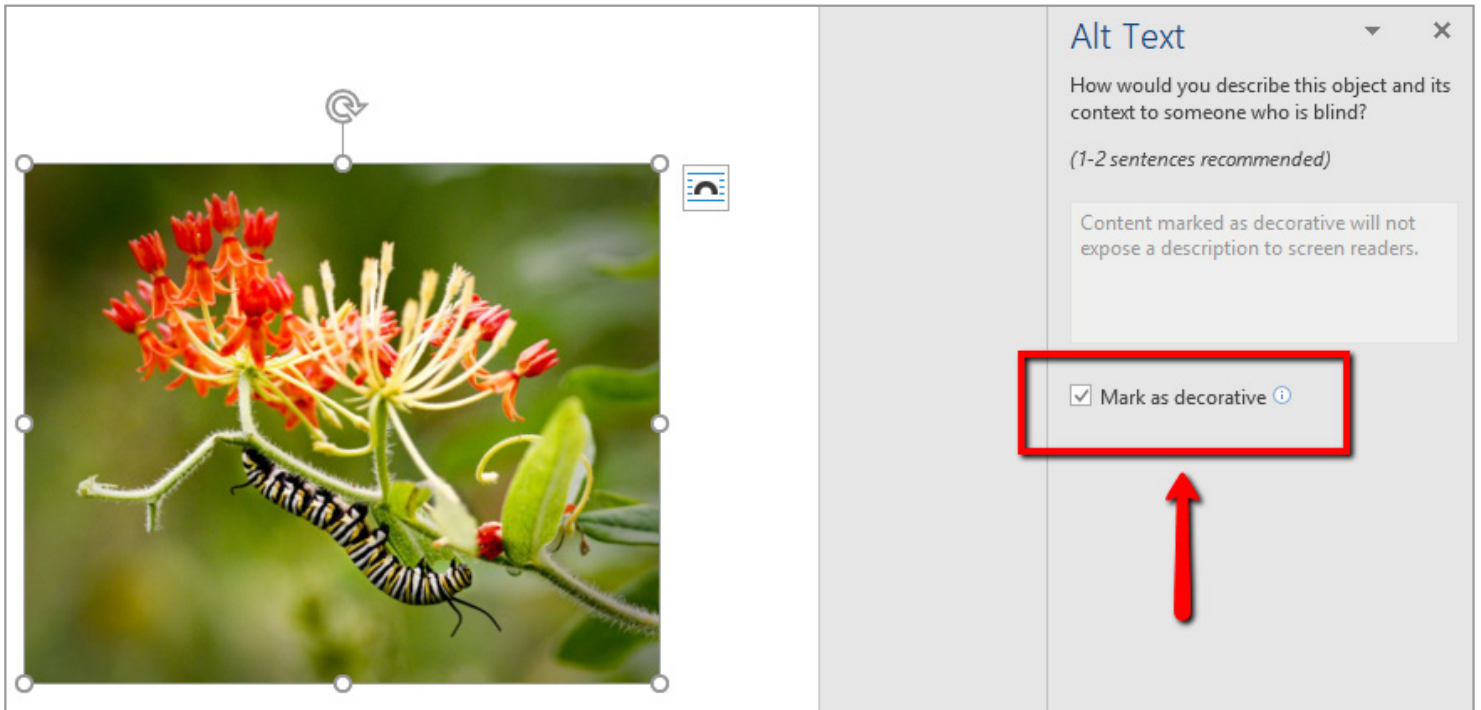 Alt Text
How would you describe this object and its
context to someone who is blind?
(1-2 sentences recommended)
Content marked as decorative will not
expose a description to screen readers.
Mark as decorative